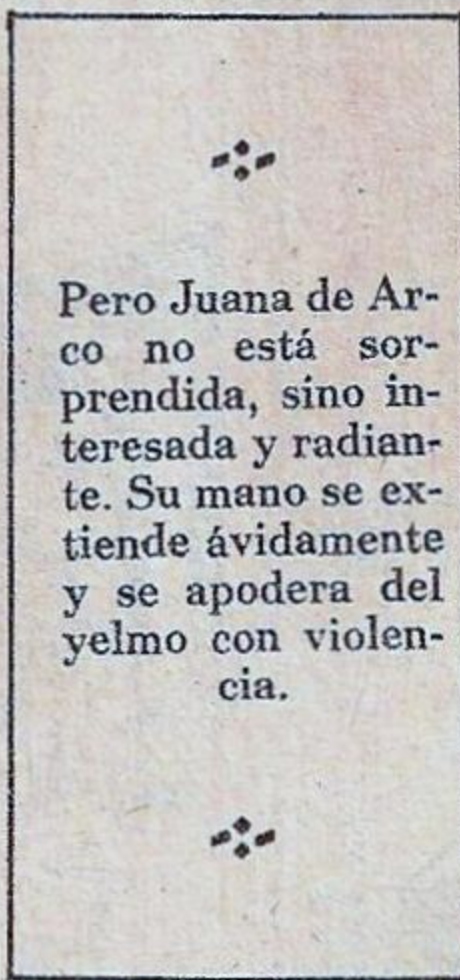 Pero Juana de Ar-
co no está sor-
prendida, sino in-
teresada y radian-
te. Su mano se ex-
tiende ávidamente
y se apodera del
yelmo con violen-
cia.